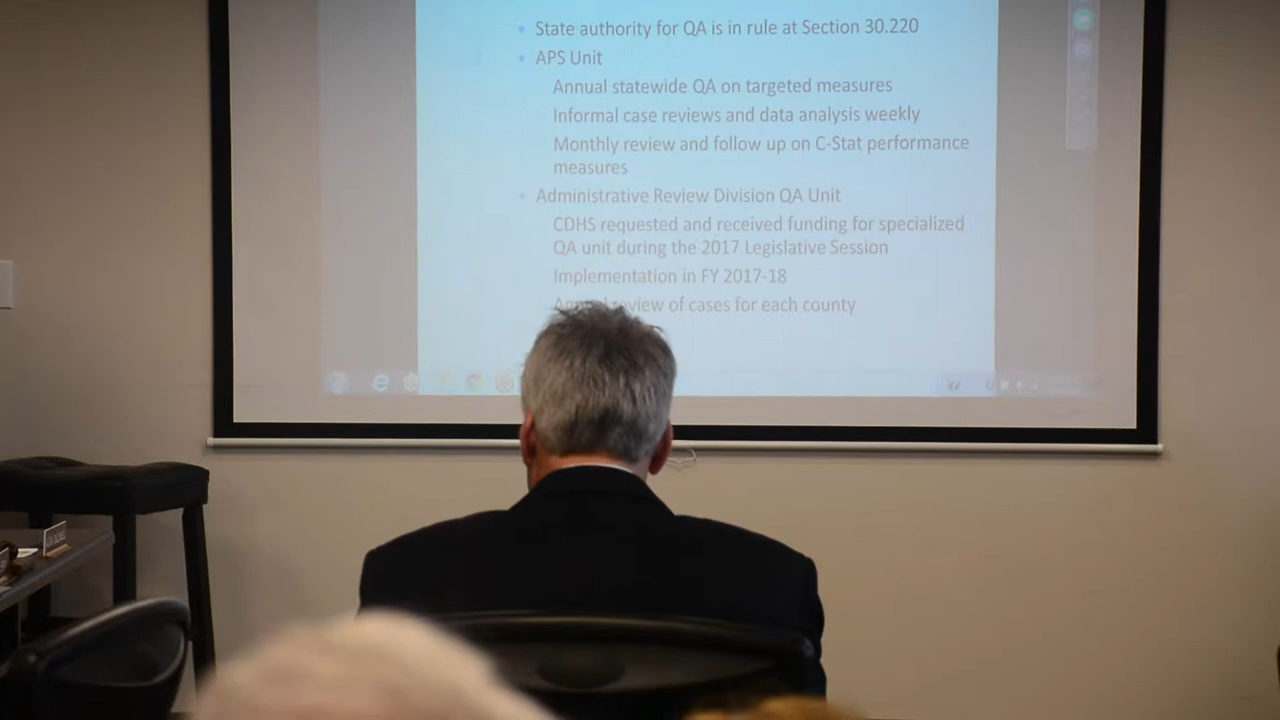 State authority for QA is in rule at Section 30.220
APS Unit
Annual statewide QA on targeted measures
Informal case reviews and data analysis weekly
Monthly review and follow up on C-Stat performance
measures
Administrative Review Division QA Unit
CDHS requested and received funding for specialized
QA unit during the 2017 Legislative Session
Implementation in FY 2017-18
Annual review of cases for each county